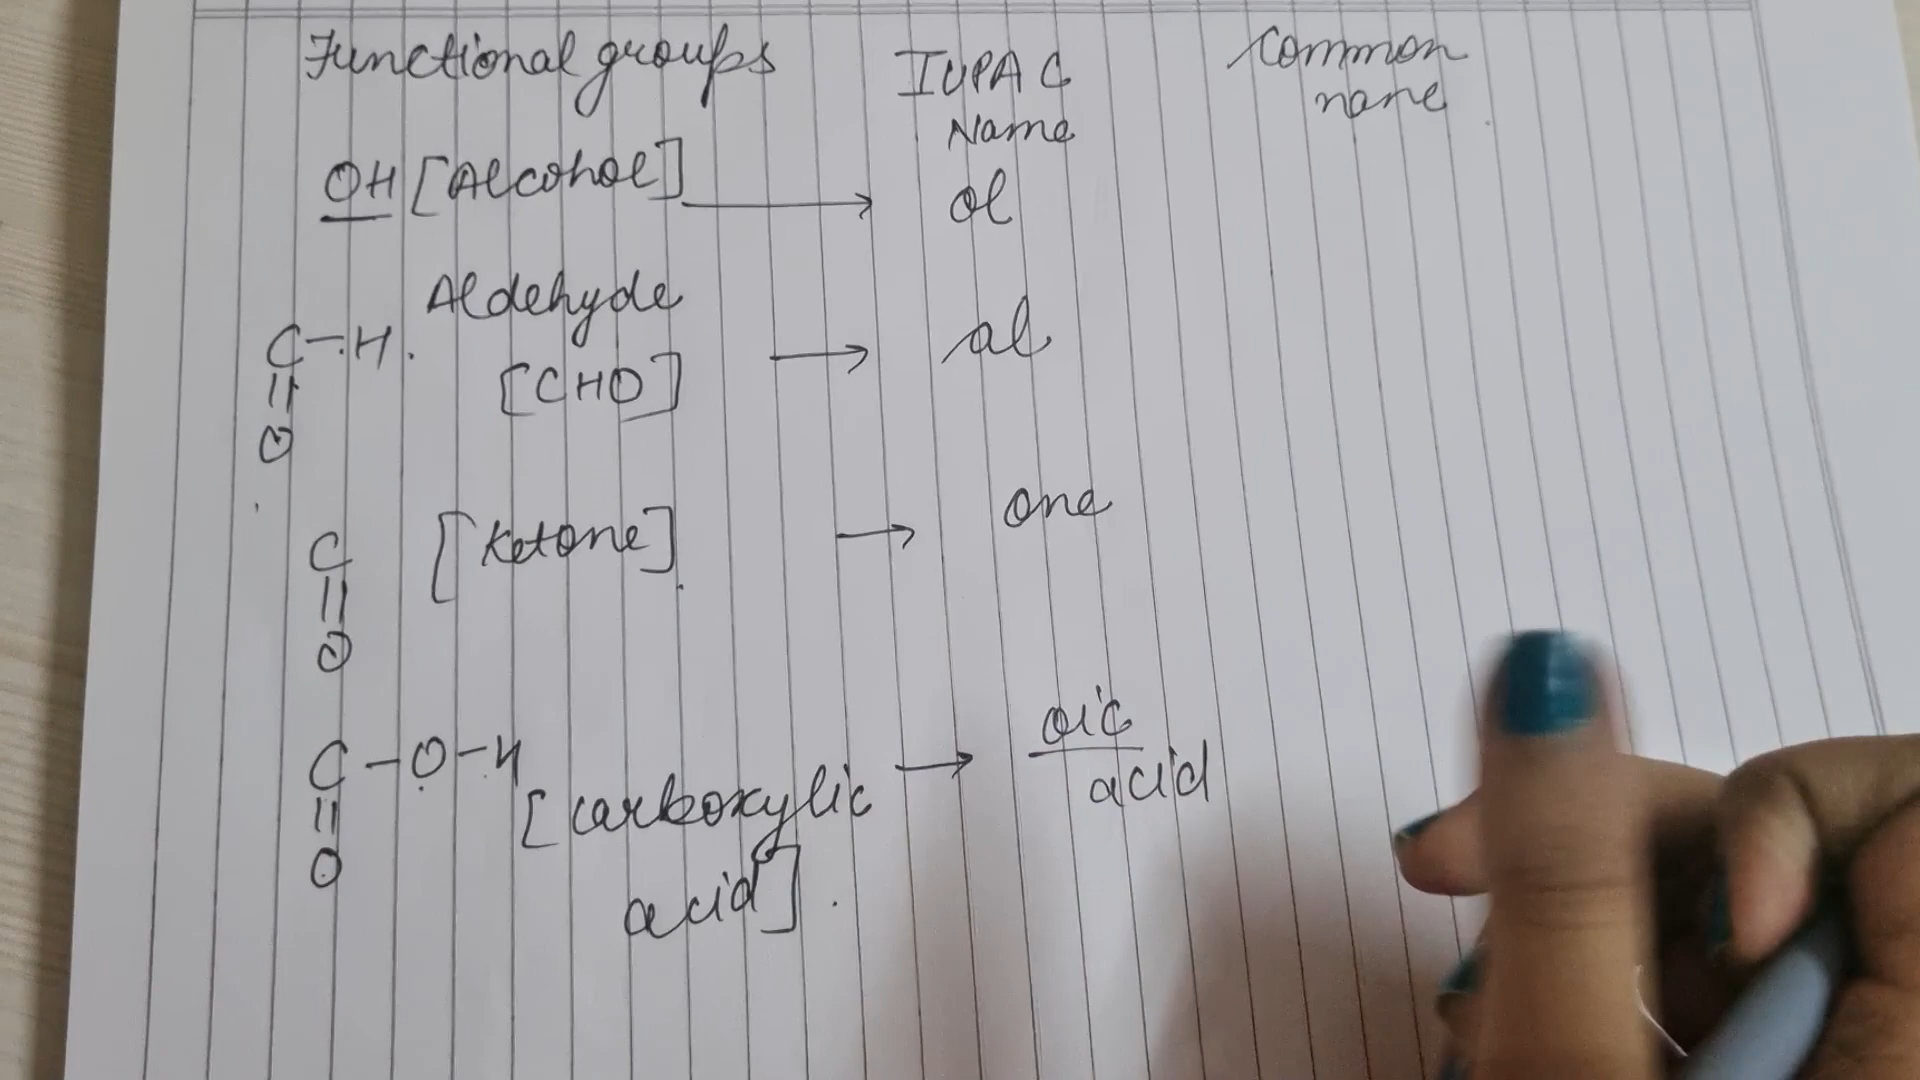 Functional groups IUPAC Common
Name name
OH [Alcohol] → ol
Aldehyde
C-H. → al
||
[CHO]
O
[Ketone] → one
C
||
O
oic
C-O-H → acid
||
[carboxylic
O
acid].